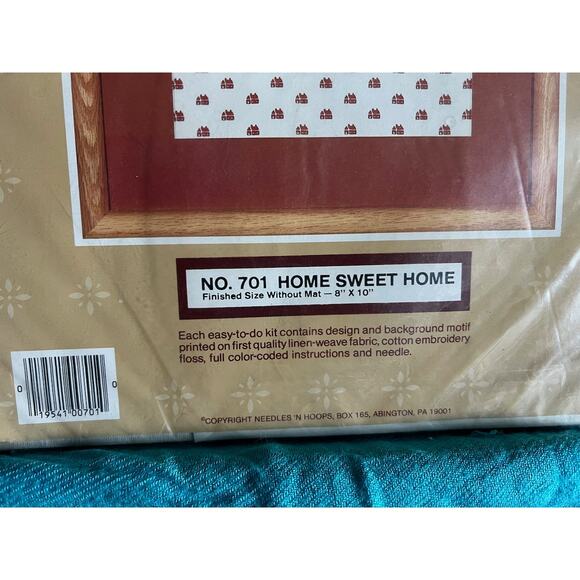 NO. 701 HOME SWEET HOME
Finished Size Without Mat — 8'' X 10''
Each easy-to-do kit contains design and background motif
printed on first quality linen-weave fabric, cotton embroidery
floss, full color-coded instructions and needle.
0 19541 00701 0
©COPYRIGHT NEEDLES 'N HOOPS, BOX 165, ABINGTON, PA 19001